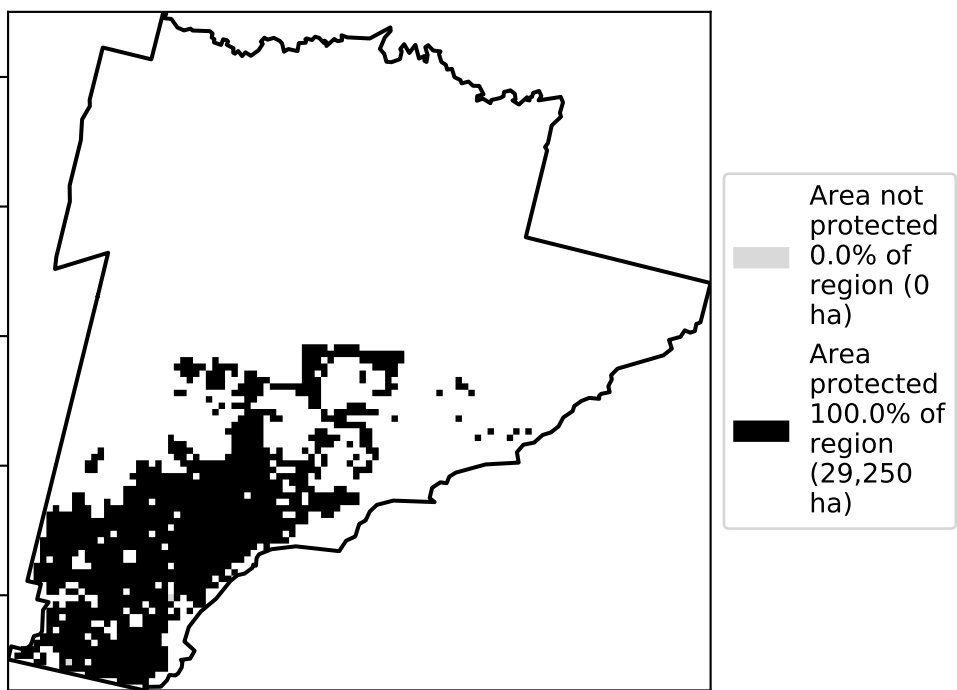 Area not
protected
0.0% of
region (0
ha)
Area
protected
100.0% of
region
(29,250
ha)